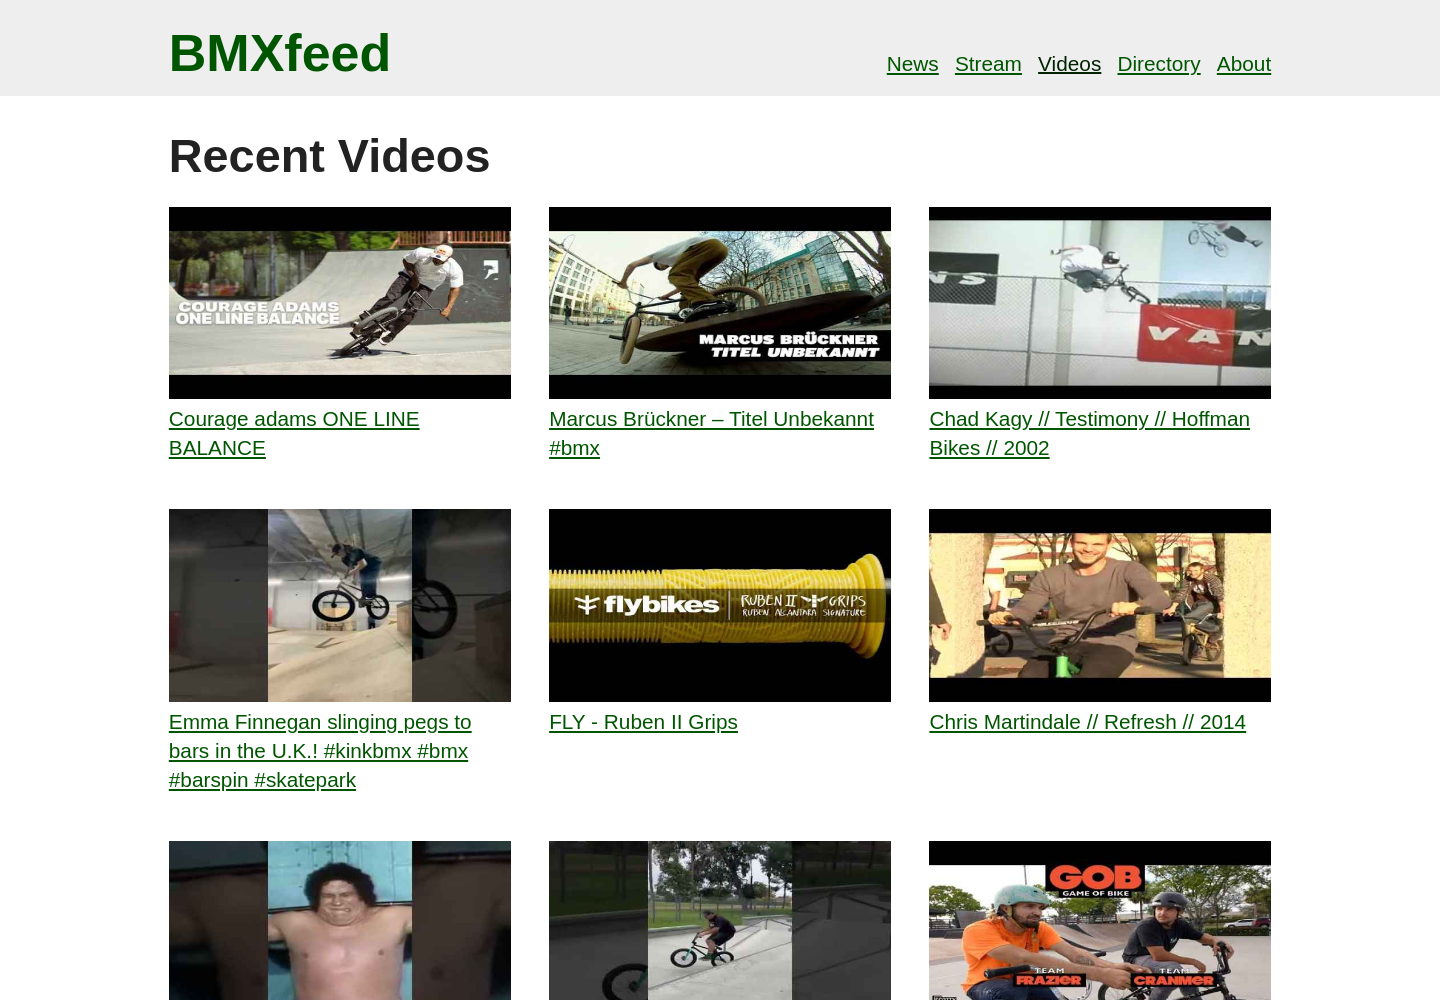 BMXfeed
News Stream Videos Directory About
Recent Videos
COURAGE ADAMS
ONE LINE BALANCE
MARCUS BRÜCKNER
TITEL UNBEKANNT
NS
VAN
Courage adams ONE LINE
BALANCE
Marcus Brückner – Titel Unbekannt
#bmx
Chad Kagy // Testimony // Hoffman
Bikes // 2002
flybikes
RUBEN II GRIPS
RUBEN ALCANTARA SIGNATURE
Emma Finnegan slinging pegs to
bars in the U.K.! #kinkbmx #bmx
#barspin #skatepark
FLY - Ruben II Grips
Chris Martindale // Refresh // 2014
GOB
GAME OF BIKE
TEAM
FRAZIER
TEAM
CRANMER